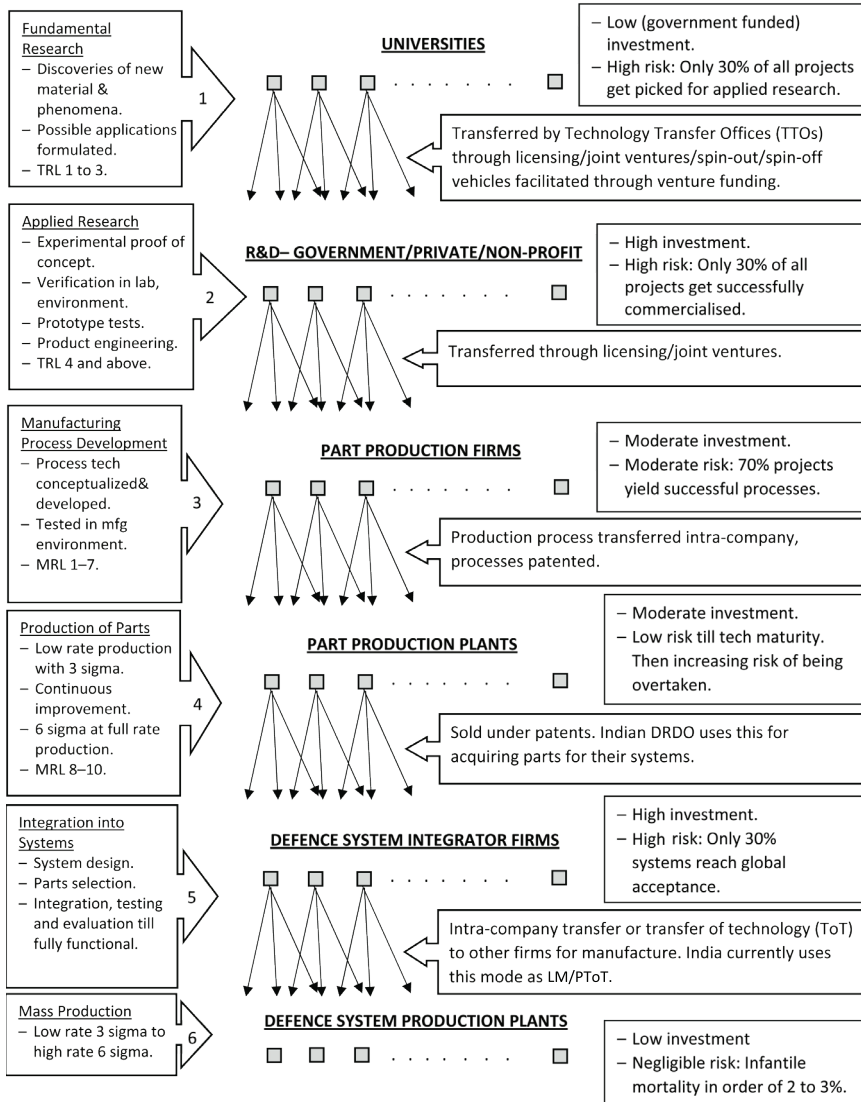 Fundamental
Research
– Discoveries of new
material &
phenomena.
– Possible applications
formulated.
– TRL 1 to 3.
1
UNIVERSITIES
– Low (government funded)
investment.
– High risk: Only 30% of all projects
get picked for applied research.
Transferred by Technology Transfer Offices (TTOs)
through licensing/joint ventures/spin-out/spin-off
vehicles facilitated through venture funding.
Applied Research
– Experimental proof of
concept.
– Verification in lab,
environment.
– Prototype tests.
– Product engineering.
– TRL 4 and above.
2
R&D– GOVERNMENT/PRIVATE/NON-PROFIT
– High investment.
– High risk: Only 30% of all
projects get successfully
commercialised.
Transferred through licensing/joint ventures.
Manufacturing
Process Development
– Process tech
conceptualized&
developed.
– Tested in mfg
environment.
– MRL 1–7.
3
PART PRODUCTION FIRMS
– Moderate investment.
– Moderate risk: 70% projects
yield successful processes.
Production process transferred intra-company,
processes patented.
Production of Parts
– Low rate production
with 3 sigma.
– Continuous
improvement.
– 6 sigma at full rate
production.
– MRL 8–10.
4
PART PRODUCTION PLANTS
– Moderate investment.
– Low risk till tech maturity.
Then increasing risk of being
overtaken.
Sold under patents. Indian DRDO uses this for
acquiring parts for their systems.
Integration into
Systems
– System design.
– Parts selection.
– Integration, testing
and evaluation till
fully functional.
5
DEFENCE SYSTEM INTEGRATOR FIRMS
– High investment.
– High risk: Only 30%
systems reach global
acceptance.
Intra-company transfer or transfer of technology (ToT)
to other firms for manufacture. India currently uses
this mode as LM/PToT.
Mass Production
– Low rate 3 sigma to
high rate 6 sigma.
6
DEFENCE SYSTEM PRODUCTION PLANTS
– Low investment
– Negligible risk: Infantile
mortality in order of 2 to 3%.